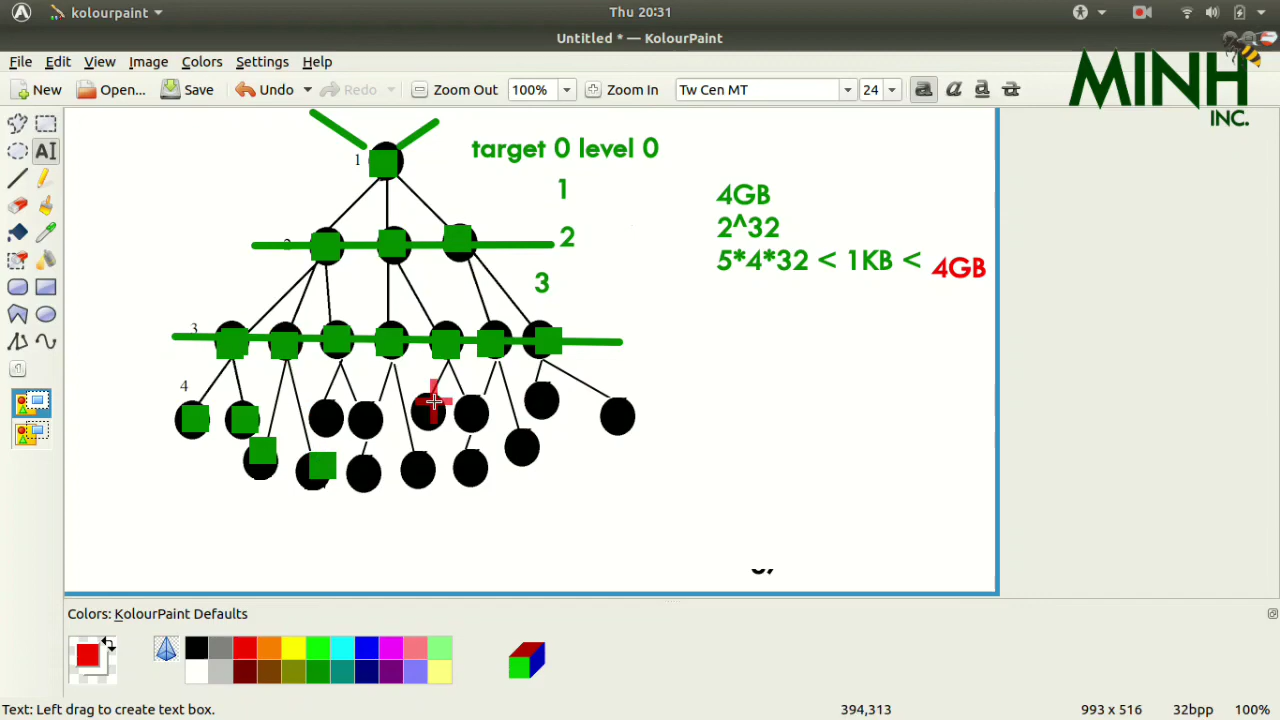 kolourpaint
Thu 20:31
Untitled * — KolourPaint
File Edit View Image Colors Settings Help
New Open... Save Undo Redo Zoom Out 100% Zoom In Tw Cen MT 24
MINH
INC.
1
target 0 level 0
1
2
2
3
3
4
4GB
2^32
5*4*32 < 1KB < 4GB
Colors: KolourPaint Defaults
Text: Left drag to create text box.
394,313
993 x 516
32bpp
100%